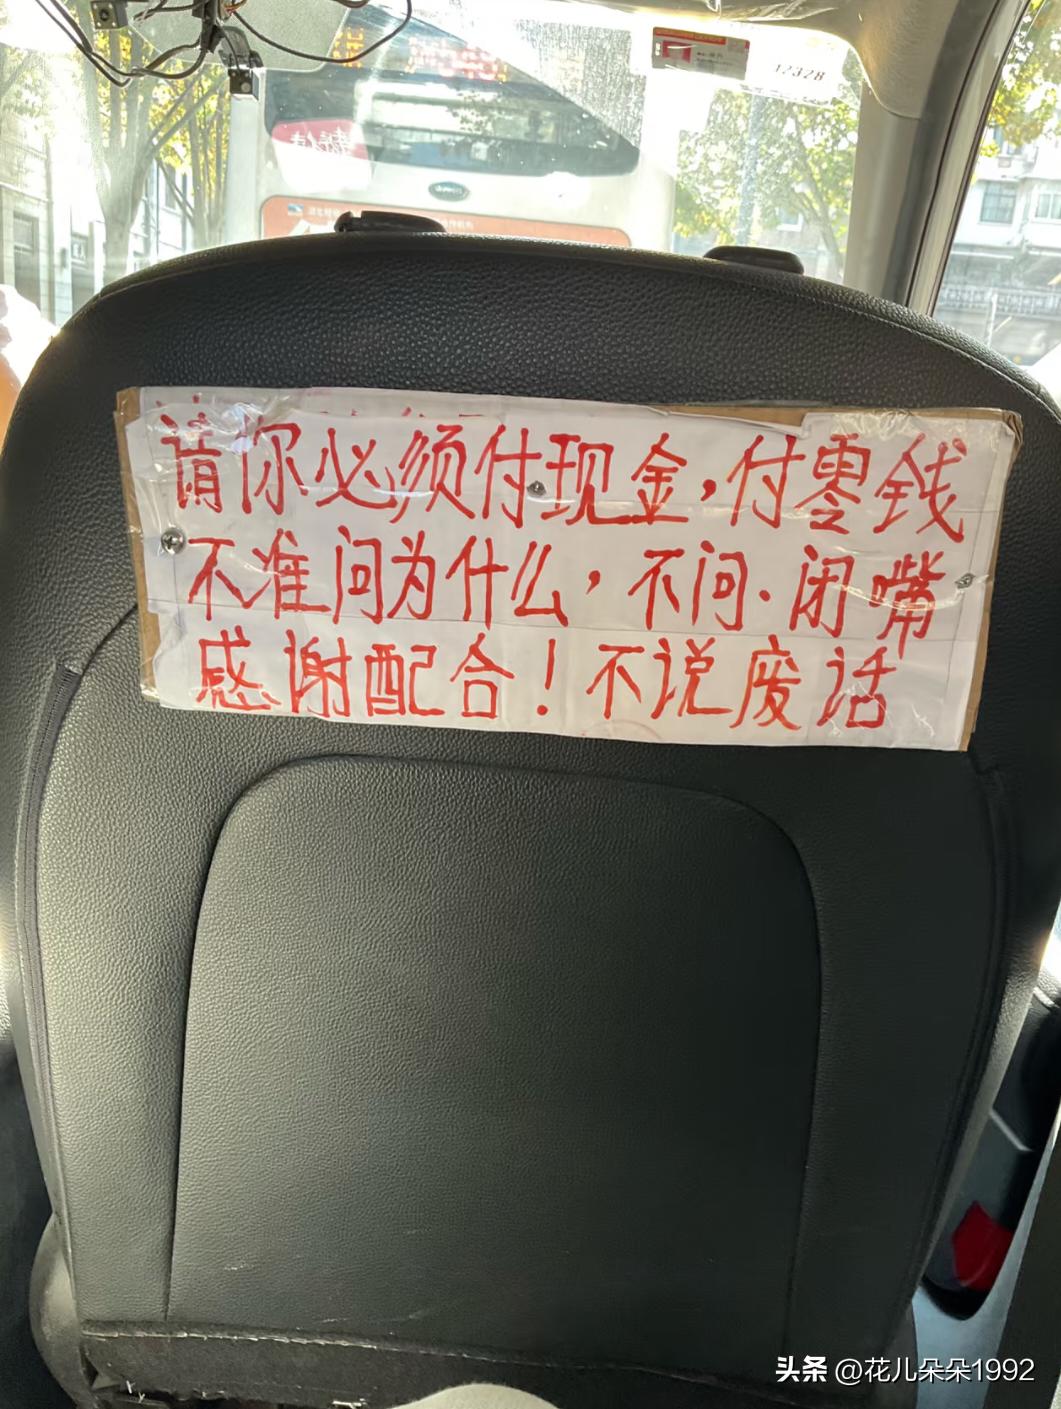 12328
请你必须付现金,付零钱
不准问为什么,不问.闭嘴
感谢配合!不说废话
头条 @花儿朵朵1992